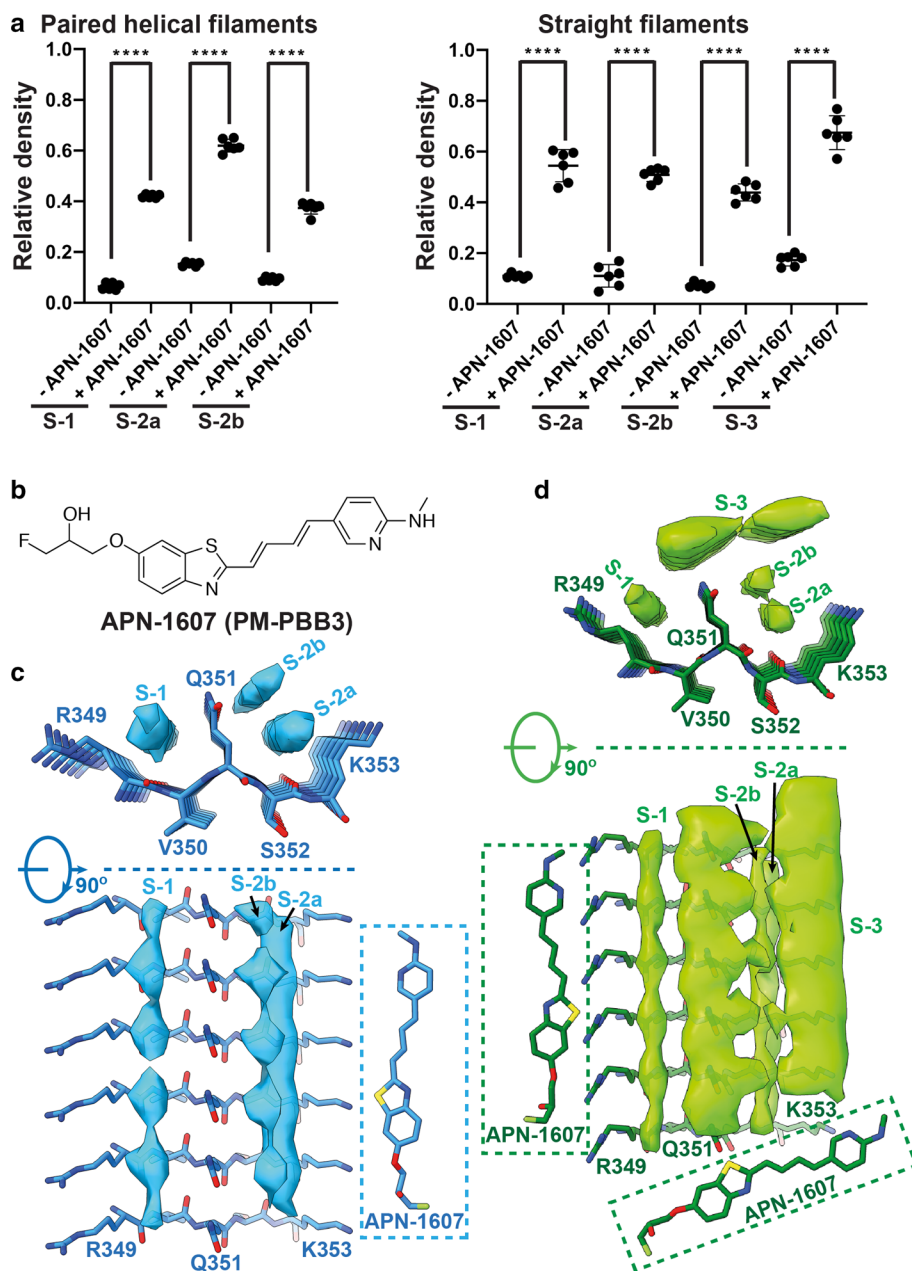 a
Paired helical filaments
Straight filaments
****
****
****
****
****
****
****
Relative density
1.0
0.8
0.6
0.4
0.2
0.0
Relative density
1.0
0.8
0.6
0.4
0.2
0.0
- APN-1607
+ APN-1607
- APN-1607
+ APN-1607
- APN-1607
+ APN-1607
S-1
S-2a
S-2b
- APN-1607
+ APN-1607
- APN-1607
+ APN-1607
- APN-1607
+ APN-1607
- APN-1607
+ APN-1607
S-1
S-2a
S-2b
S-3
b
OH
F
O
S
N
N
NH
APN-1607 (PM-PBB3)
c
S-1
Q351
S-2b
S-2a
R349
K353
V350
S352
90°
S-1
S-2b
S-2a
R349
Q351
K353
APN-1607
d
S-3
R349
S-1
S-2b
S-2a
Q351
K353
V350
S352
90°
S-2a
S-2b
S-1
S-3
APN-1607
K353
R349
Q351
APN-1607